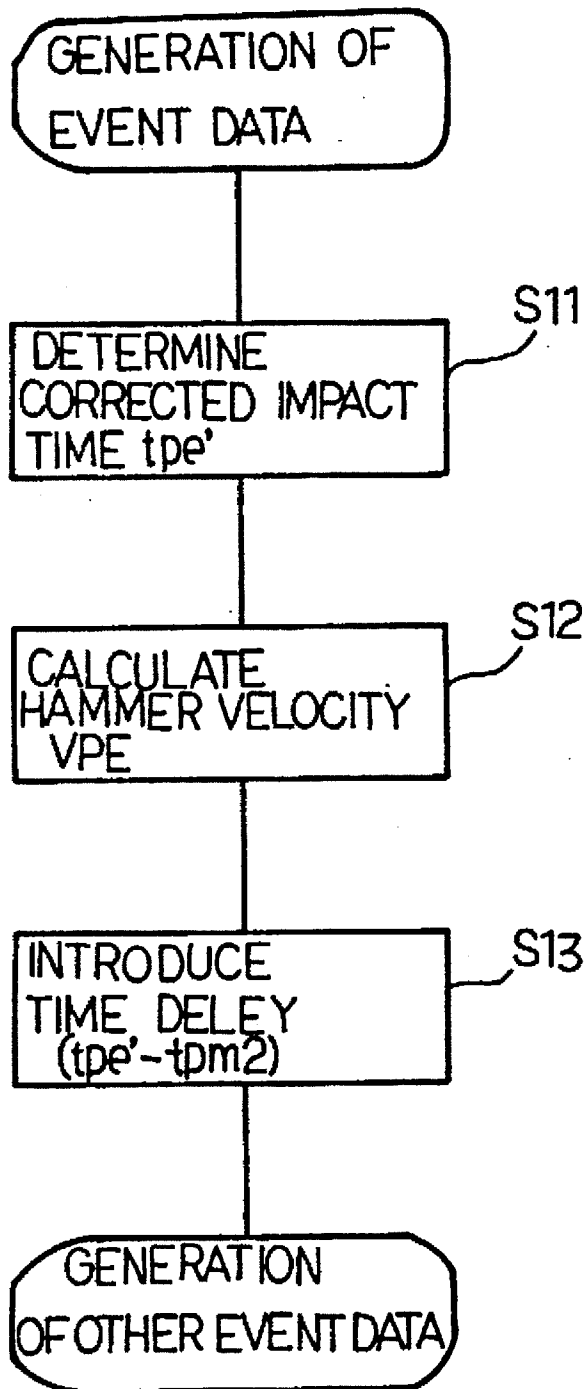 GENERATION OF
EVENT DATA
S11
DETERMINE
CORRECTED IMPACT
TIME tpe'
S12
CALCULATE
HAMMER VELOCITY
VPE
S13
INTRODUCE
TIME DELEY
(tpe'-tpm2)
GENERATION
OF OTHER EVENT DATA